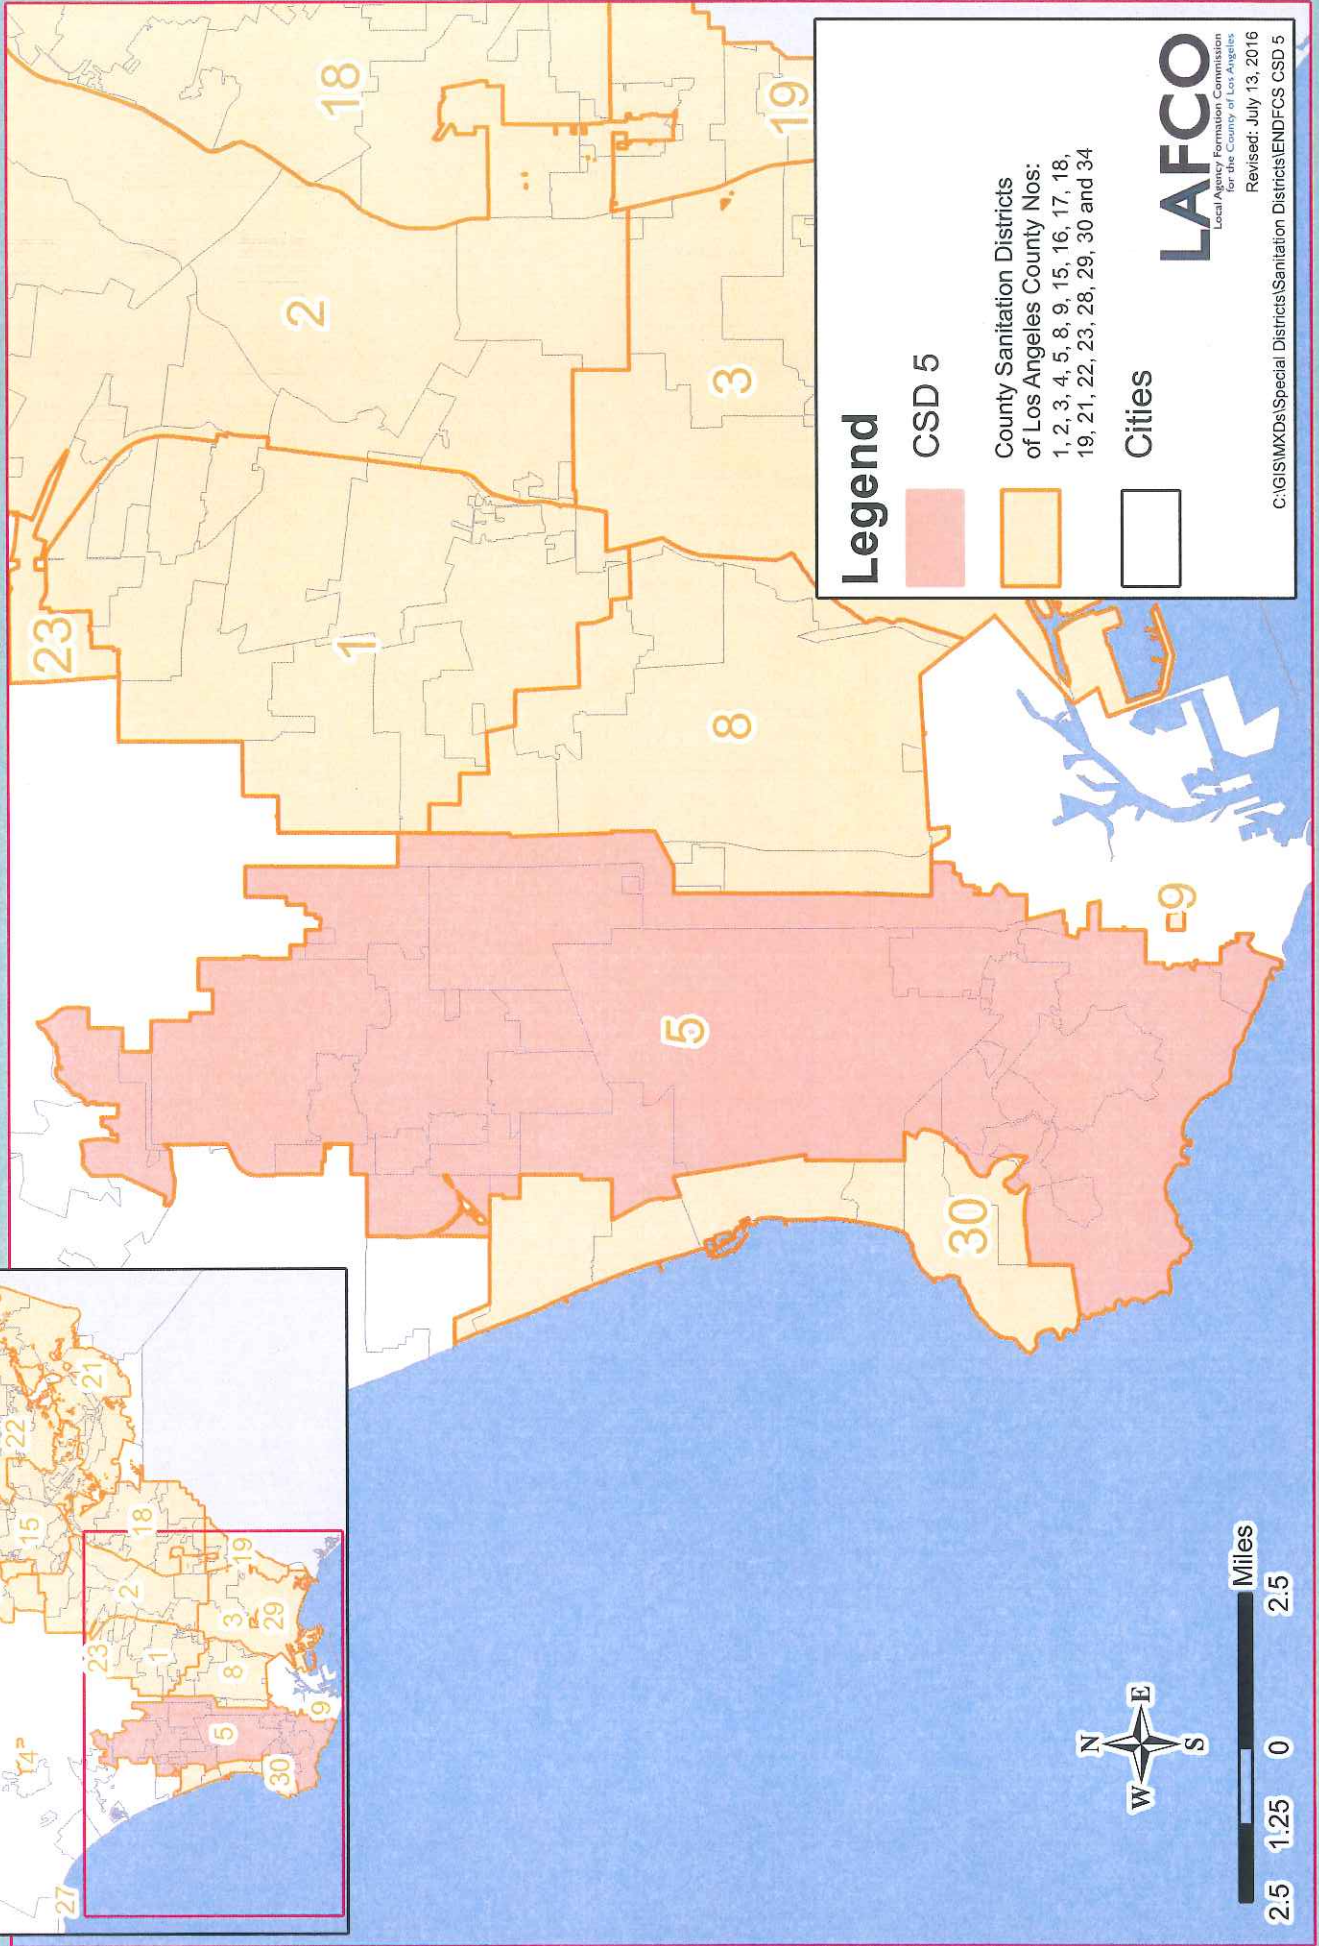 27
14
15
22
23
2
18
21
1
3
19
5
8
29
30
9
23
1
2
18
5
8
3
19
30
9
N
W
E
S
2.5 1.25 0 2.5
Miles
Legend
CSD 5
County Sanitation Districts
of Los Angeles County Nos:
1, 2, 3, 4, 5, 8, 9, 15, 16, 17, 18,
19, 21, 22, 23, 28, 29, 30 and 34
Cities
LAFCO
Local Agency Formation Commission
for the County of Los Angeles
Revised: July 13, 2016
C:\GIS\MXDs\Special Districts\Sanitation Districts\ENDFCS CSD 5